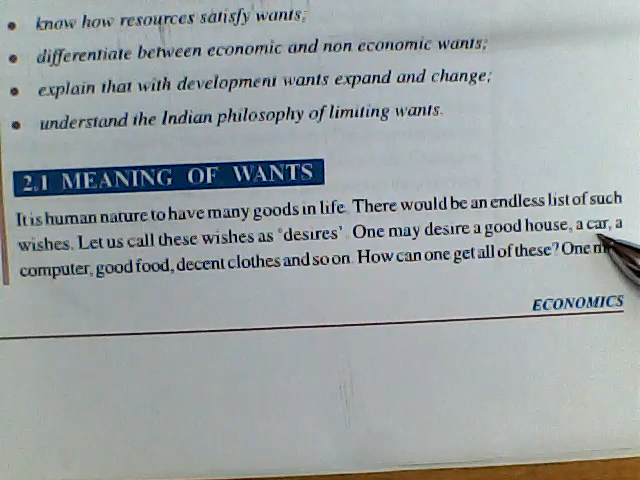 • know how resources satisfy wants;
• differentiate between economic and non economic wants;
• explain that with development wants expand and change;
• understand the Indian philosophy of limiting wants.
2.1 MEANING OF WANTS
It is human nature to have many goods in life. There would be an endless list of such
wishes. Let us call these wishes as 'desires'. One may desire a good house, a car, a
computer, good food, decent clothes and so on. How can one get all of these? One
ECONOMICS